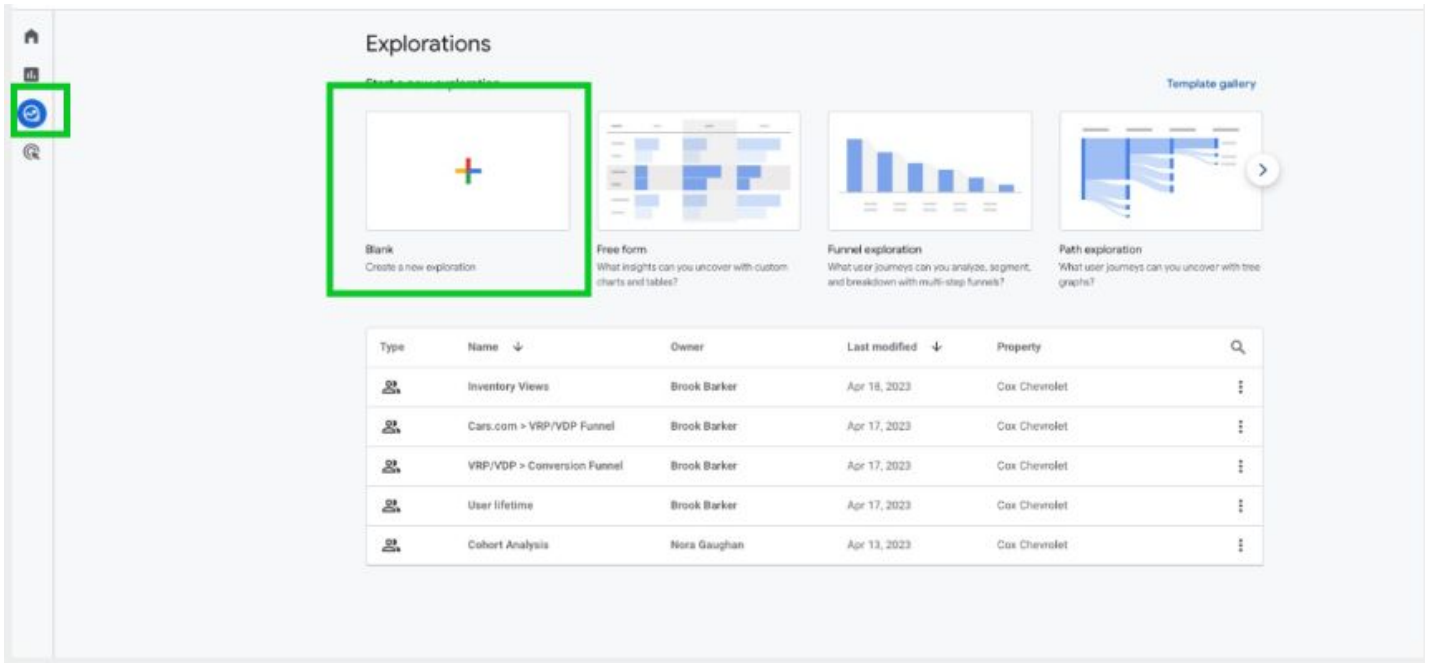 Explorations
Start a new exploration
Template gallery
Blank
Create a new exploration
Free form
What insights can you uncover with custom
charts and tables?
Funnel exploration
What user journeys can you analyze, segment,
and breakdown with multi-step funnels?
Path exploration
What user journeys can you uncover with tree
graphs?
Type Name Owner Last modified Property
Inventory Views Brook Barker Apr 18, 2023 Cox Chevrolet
Cars.com > VRP/VDP Funnel Brook Barker Apr 17, 2023 Cox Chevrolet
VRP/VDP > Conversion Funnel Brook Barker Apr 17, 2023 Cox Chevrolet
User lifetime Brook Barker Apr 17, 2023 Cox Chevrolet
Cohort Analysis Nora Gaughan Apr 13, 2023 Cox Chevrolet